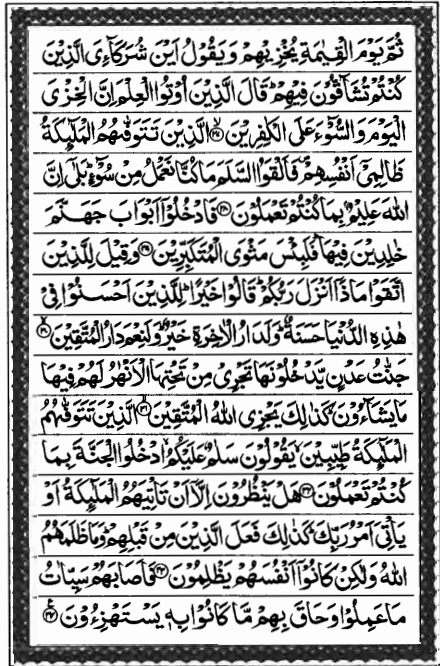 ثُمَّ يَوْمَ الْقِيٰمَةِ يُخْزِيْهِمْ وَيَقُوْلُ اَيْنَ شُرَكَآءِيَ الَّذِيْنَ
كُنْتُمْ تُشَآقُّوْنَ فِيْهِمْ ؕ قَالَ الَّذِيْنَ اُوْتُوا الْعِلْمَ اِنَّ الْخِزْيَ
الْيَوْمَ وَالسُّوْٓءَ عَلَى الْكٰفِرِيْنَ ۙ﴿۲۷﴾ الَّذِيْنَ تَتَوَفّٰىهُمُ الْمَلٰٓئِكَةُ
ظَالِمِيْٓ اَنْفُسِهِمْ ۪ فَاَلْقَوُا السَّلَمَ مَا كُنَّا نَعْمَلُ مِنْ سُوْٓءٍ ؕ بَلٰٓى اِنَّ
اللّٰهَ عَلِيْمٌۢ بِمَا كُنْتُمْ تَعْمَلُوْنَ ﴿۲۸﴾ فَادْخُلُوْٓا اَبْوَابَ جَهَنَّمَ
خٰلِدِيْنَ فِيْهَا ؕ فَلَبِئْسَ مَثْوَى الْمُتَكَبِّرِيْنَ ﴿۲۹﴾ وَقِيْلَ لِلَّذِيْنَ
اتَّقَوْا مَاذَآ اَنْزَلَ رَبُّكُمْ ؕ قَالُوْا خَيْرًا ؕ لِلَّذِيْنَ اَحْسَنُوْا فِيْ
هٰذِهِ الدُّنْيَا حَسَنَةٌ ؕ وَلَدَارُ الْاٰخِرَةِ خَيْرٌ ؕ وَلَنِعْمَ دَارُ الْمُتَّقِيْنَ ﴿۳۰﴾
جَنّٰتُ عَدْنٍ يَّدْخُلُوْنَهَا تَجْرِيْ مِنْ تَحْتِهَا الْاَنْهٰرُ لَهُمْ فِيْهَا
مَا يَشَآءُوْنَ ؕ كَذٰلِكَ يَجْزِي اللّٰهُ الْمُتَّقِيْنَ ﴿۳۱﴾ الَّذِيْنَ تَتَوَفّٰىهُمُ
الْمَلٰٓئِكَةُ طَيِّبِيْنَ ۙ يَقُوْلُوْنَ سَلٰمٌ عَلَيْكُمُ ۙ ادْخُلُوا الْجَنَّةَ بِمَا
كُنْتُمْ تَعْمَلُوْنَ ﴿۳۲﴾ هَلْ يَنْظُرُوْنَ اِلَّآ اَنْ تَاْتِيَهُمُ الْمَلٰٓئِكَةُ اَوْ
يَاْتِيَ اَمْرُ رَبِّكَ ؕ كَذٰلِكَ فَعَلَ الَّذِيْنَ مِنْ قَبْلِهِمْ ؕ وَمَا ظَلَمَهُمُ
اللّٰهُ وَلٰكِنْ كَانُوْٓا اَنْفُسَهُمْ يَظْلِمُوْنَ ﴿۳۳﴾ فَاَصَابَهُمْ سَيِّاٰتُ
مَا عَمِلُوْا وَحَاقَ بِهِمْ مَّا كَانُوْا بِهٖ يَسْتَهْزِءُوْنَ ﴿۳۴﴾